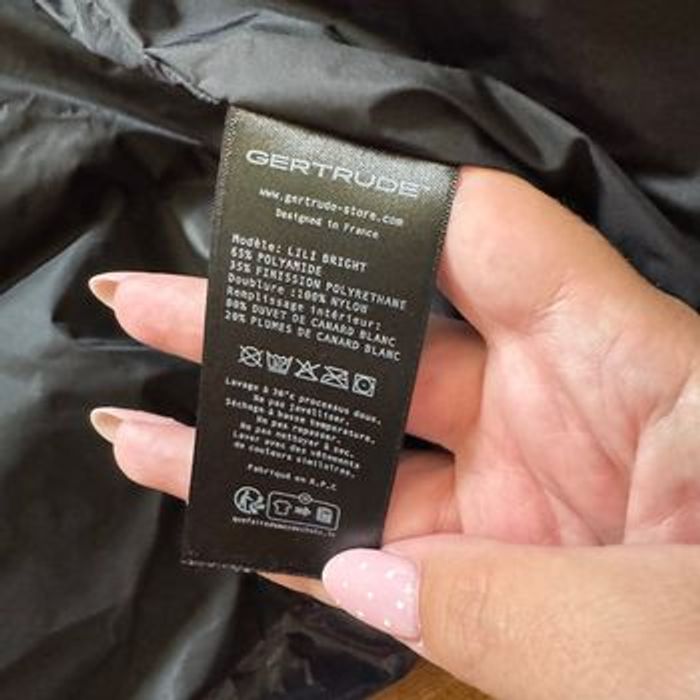 GERTRUDE
www.gertrude-store.com
Designed in France
Modèle: LILI BRIGHT
65% POLYAMIDE
35% FINISSION POLYRETHANE
Doublure :100% NYLON
Remplissage intérieur:
80% DUVET DE CANARD BLANC
20% PLUMES DE CANARD BLANC
Lavage à 30°C processus doux.
Ne pas javelliser.
Séchage à basse température.
Ne pas repasser.
Ne pas nettoyer à sec.
Laver avec des vêtements
de couleurs similaires.
Fabriqué en R.P.C